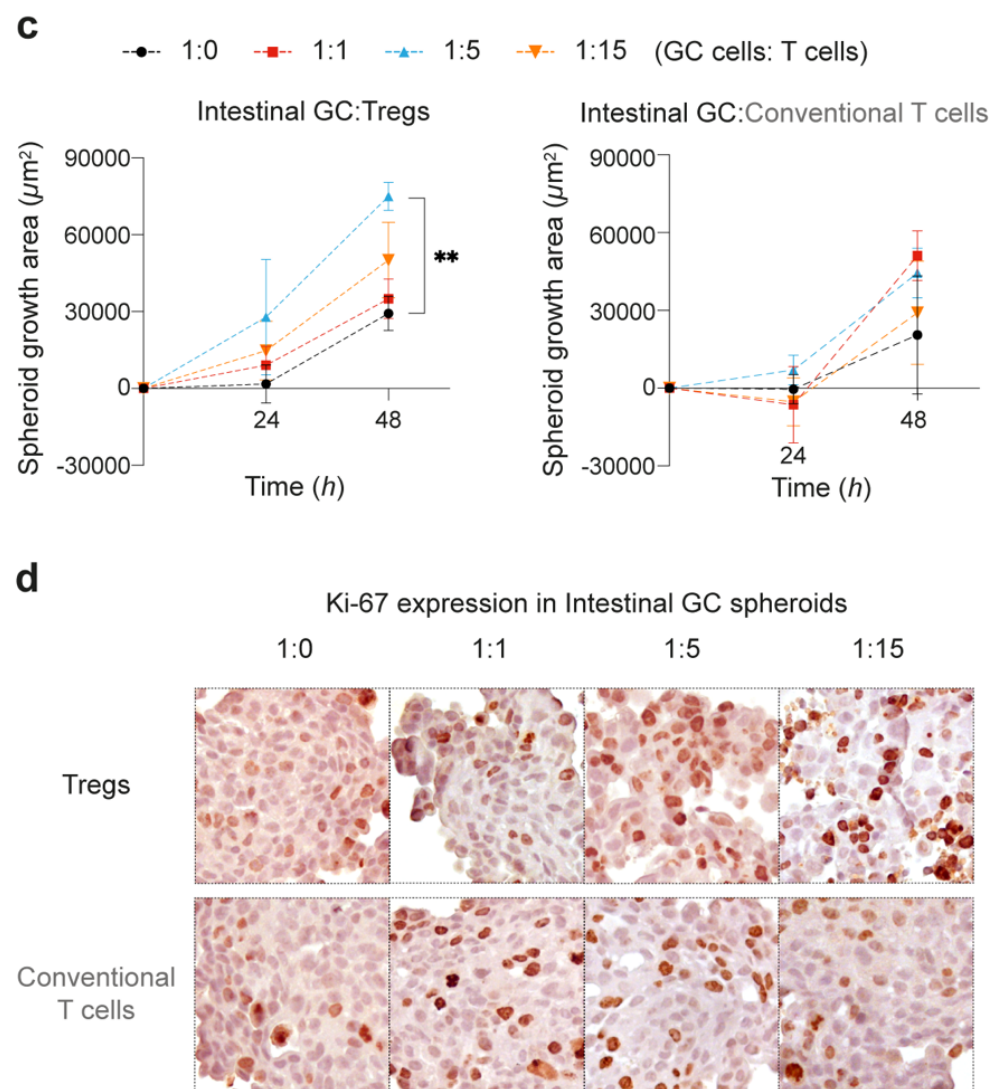 c
1:0 1:1 1:5 1:15 (GC cells: T cells)
Intestinal GC:Tregs
Spheroid growth area (µm²)
90000
60000
30000
0
-30000
24
48
Time (h)
**
Intestinal GC:Conventional T cells
Spheroid growth area (µm²)
90000
60000
30000
0
-30000
24
48
Time (h)
d
Ki-67 expression in Intestinal GC spheroids
1:0 1:1 1:5 1:15
Tregs
Conventional
T cells